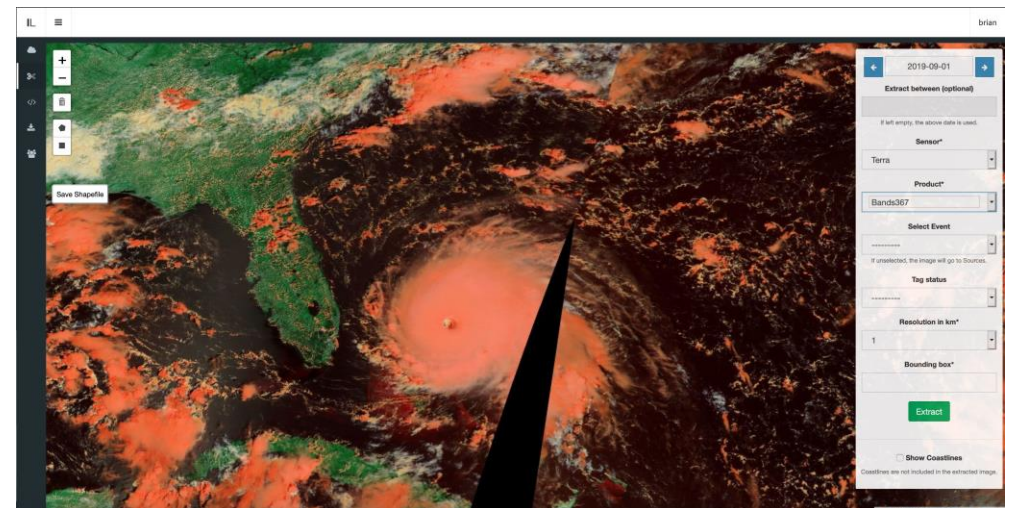 IL
brian
+
−
Save Shapefile
2019-09-01
Extract between (optional)
If left empty, the above date is used.
Sensor*
Terra
Product*
Bands367
Select Event
---------
If unselected, the image will go to Sources.
Tag status
---------
Resolution in km*
1
Bounding box*
Extract
Show Coastlines
Coastlines are not included in the extracted image.